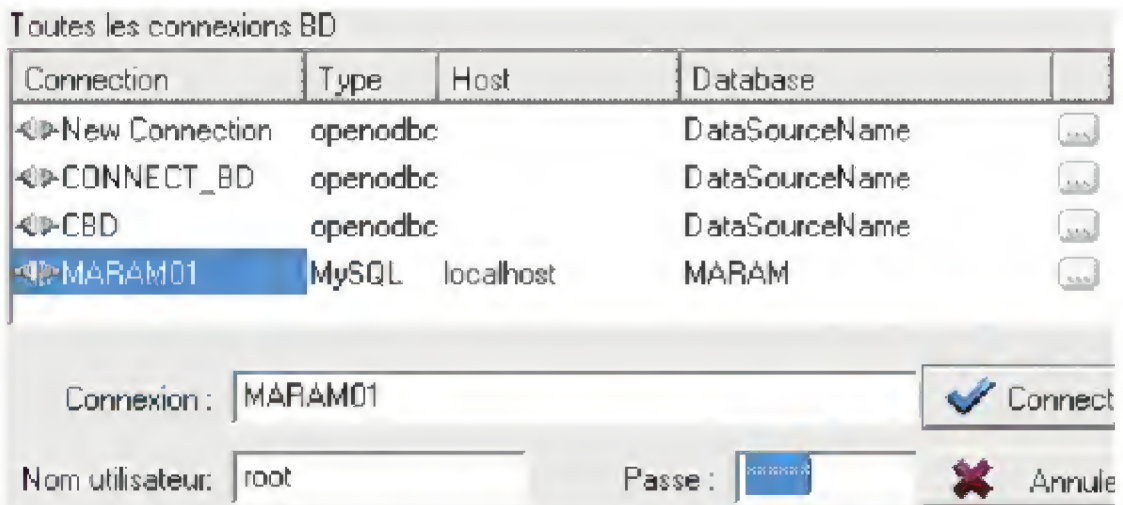 Toutes les connexions BD
Connection Type Host Database
New Connection openodbc DataSourceName ...
CONNECT_BD openodbc DataSourceName ...
CBD openodbc DataSourceName ...
MARAM01 MySQL localhost MARAM ...
Connexion : MARAM01 Connect
Nom utilisateur: root Passe : ****** Annule